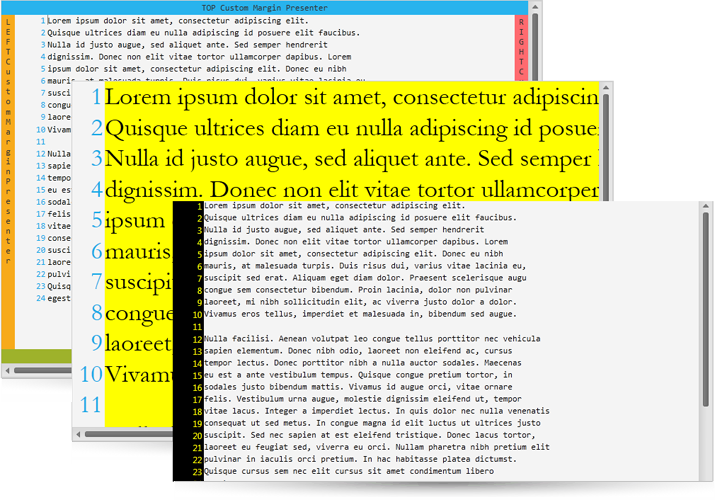 TOP Custom Margin Presenter
LEFTCustomMarginPresenter
RIGHTC
1 Lorem ipsum dolor sit amet, consectetur adipiscing elit.
2 Quisque ultrices diam eu nulla adipiscing id posuere elit faucibus.
3 Nulla id justo augue, sed aliquet ante. Sed semper hendrerit
4 dignissim. Donec non elit vitae tortor ullamcorper dapibus. Lorem
5 ipsum dolor sit amet, consectetur adipiscing elit. Donec eu nibh
6 mauris, at malesuada turpis. Duis risus dui, varius vitae lacinia eu,
7 susci
8 congu
9 laore
10 Vivam
11
12 Nulla
13 sapie
14 tempo
15 eu es
16 sodal
17 felis
18 vitae
19 conse
20 susci
21 laore
22 pulvi
23 Quisq
24 egest
1 Lorem ipsum dolor sit amet, consectetur adipiscin
2 Quisque ultrices diam eu nulla adipiscing id posue
3 Nulla id justo augue, sed aliquet ante. Sed semper
4 dignissim. Donec non elit vitae tortor ullamcorper
5 ipsum
6 mauris,
7 suscipi
8 congue
9 laoreet
10 Vivamu
11
1 Lorem ipsum dolor sit amet, consectetur adipiscing elit.
2 Quisque ultrices diam eu nulla adipiscing id posuere elit faucibus.
3 Nulla id justo augue, sed aliquet ante. Sed semper hendrerit
4 dignissim. Donec non elit vitae tortor ullamcorper dapibus. Lorem
5 ipsum dolor sit amet, consectetur adipiscing elit. Donec eu nibh
6 mauris, at malesuada turpis. Duis risus dui, varius vitae lacinia eu,
7 suscipit sed erat. Aliquam eget diam dolor. Praesent scelerisque augu
8 congue sem consectetur bibendum. Proin lacinia, dolor non pulvinar
9 laoreet, mi nibh sollicitudin elit, ac viverra justo dolor a dolor.
10 Vivamus eros tellus, imperdiet et malesuada in, bibendum sed augue.
11
12 Nulla facilisi. Aenean volutpat leo congue tellus porttitor nec vehicula
13 sapien elementum. Donec nibh odio, laoreet non eleifend ac, cursus
14 tempor lectus. Donec porttitor nibh a nulla auctor sodales. Maecenas
15 eu est a ante vestibulum tempus. Quisque congue pretium tortor, in
16 sodales justo bibendum mattis. Vivamus id augue orci, vitae ornare
17 felis. Vestibulum urna augue, molestie dignissim eleifend ut, tempor
18 vitae lacus. Integer a imperdiet lectus. In quis dolor nec nulla venenatis
19 consequat ut sed metus. In congue magna id elit luctus ut ultrices justo
20 suscipit. Sed nec sapien at est eleifend tristique. Donec lacus tortor,
21 laoreet eu feugiat sed, viverra eu orci. Nullam pharetra nibh pretium elit
22 pulvinar in iaculis orci pretium. In hac habitasse platea dictumst.
23 Quisque cursus sem nec elit cursus sit amet condimentum libero